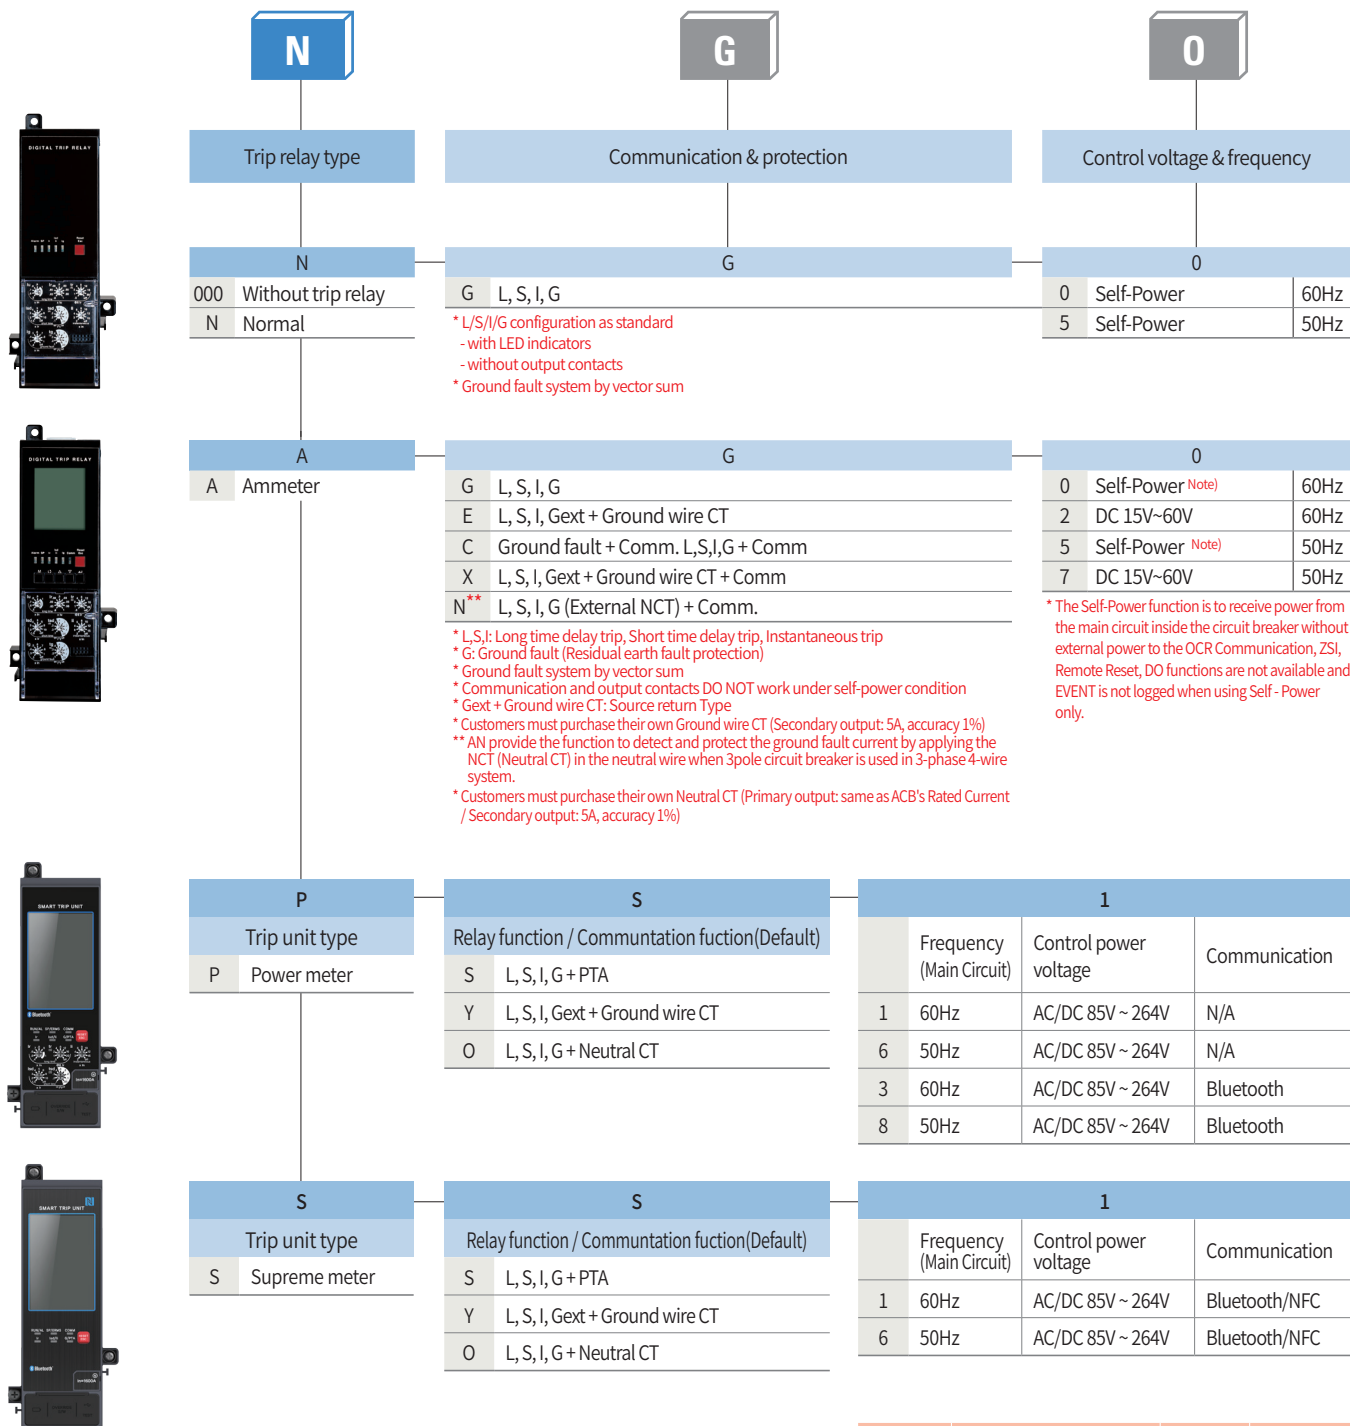 N G 0
DIGITAL TRIP RELAY
Trip relay type Communication & protection Control voltage & frequency
N G 0
000 Without trip relay G L, S, I, G 0 Self-Power 60Hz
N Normal 5 Self-Power 50Hz
* L/S/I/G configuration as standard
- with LED indicators
- without output contacts
* Ground fault system by vector sum
DIGITAL TRIP RELAY
A G 0
A Ammeter G L, S, I, G 0 Self-Power Note) 60Hz
E L, S, I, Gext + Ground wire CT 2 DC 15V~60V 60Hz
C Ground fault + Comm. L,S,I,G + Comm 5 Self-Power Note) 50Hz
X L, S, I, Gext + Ground wire CT + Comm 7 DC 15V~60V 50Hz
N** L, S, I, G (External NCT) + Comm.
* L,S,I: Long time delay trip, Short time delay trip, Instantaneous trip
* G: Ground fault (Residual earth fault protection)
* Ground fault system by vector sum
* Communication and output contacts DO NOT work under self-power condition
* Gext + Ground wire CT: Source return Type
* Customers must purchase their own Ground wire CT (Secondary output: 5A, accuracy 1%)
** AN provide the function to detect and protect the ground fault current by applying the
NCT (Neutral CT) in the neutral wire when 3pole circuit breaker is used in 3-phase 4-wire
system.
* Customers must purchase their own Neutral CT (Primary output: same as ACB's Rated Current
/ Secondary output: 5A, accuracy 1%)
* The Self-Power function is to receive power from
the main circuit inside the circuit breaker without
external power to the OCR Communication, ZSI,
Remote Reset, DO functions are not available and
EVENT is not logged when using Self - Power
only.
SMART TRIP UNIT
Bluetooth
P S 1
Trip unit type Relay function / Communtation fuction(Default) Frequency (Main Circuit) Control power voltage Communication
P Power meter S L, S, I, G + PTA
Y L, S, I, Gext + Ground wire CT 1 60Hz AC/DC 85V ~ 264V N/A
O L, S, I, G + Neutral CT 6 50Hz AC/DC 85V ~ 264V N/A
3 60Hz AC/DC 85V ~ 264V Bluetooth
8 50Hz AC/DC 85V ~ 264V Bluetooth
SMART TRIP UNIT
Bluetooth
S S 1
Trip unit type Relay function / Communtation fuction(Default) Frequency (Main Circuit) Control power voltage Communication
S Supreme meter S L, S, I, G + PTA
Y L, S, I, Gext + Ground wire CT 1 60Hz AC/DC 85V ~ 264V Bluetooth/NFC
O L, S, I, G + Neutral CT 6 50Hz AC/DC 85V ~ 264V Bluetooth/NFC